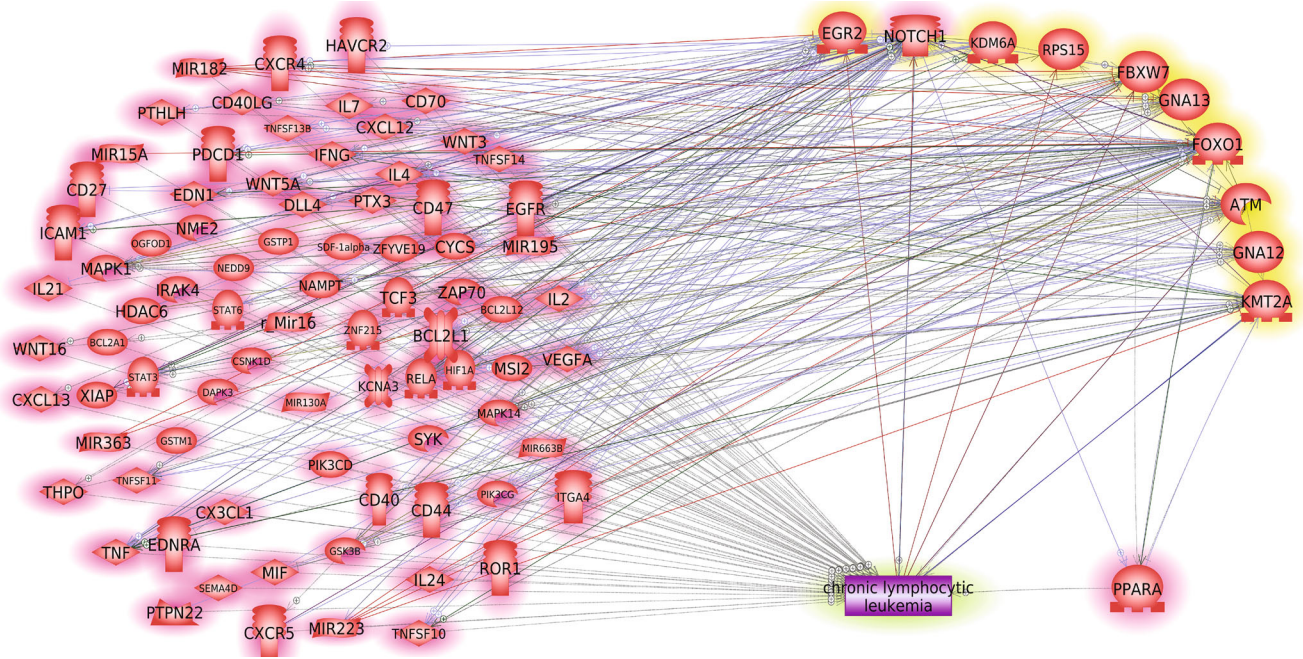 EGR2
NOTCH1
KDM6A
RPS15
FBXW7
GNA13
FOXO1
ATM
GNA12
KMT2A
HAVCR2
CXCR4
MIR182
CD40LG
IL7
CD70
PTHLH
TNFSF13B
CXCL12
WNT3
TNFSF14
MIR15A
PDCD1
IFNG
IL4
CD27
EDN1
WNT5A
DLL4
PTX3
CD47
EGFR
ICAM1
NME2
OGFOD1
GSTP1
SDF-1alpha
ZFYVE19
CYCS
MIR195
MAPK1
NEDD9
IL21
IRAK4
NAMPT
TCF3
ZAP70
BCL2L12
IL2
HDAC6
STAT6
r_Mir16
ZNF215
BCL2L1
WNT16
BCL2A1
CSNK1D
STAT3
KCNA3
RELA
HIF1A
MSI2
VEGFA
CXCL13
XIAP
DAPK3
MIR130A
MAPK14
MIR363
GSTM1
SYK
MIR663B
PIK3CD
THPO
TNFSF11
CD40
CD44
PIK3CG
ITGA4
CX3CL1
TNF
EDNRA
GSK3B
ROR1
SEMA4D
MIF
IL24
PTPN22
CXCR5
MIR223
TNFSF10
chronic lymphocytic
leukemia
PPARA